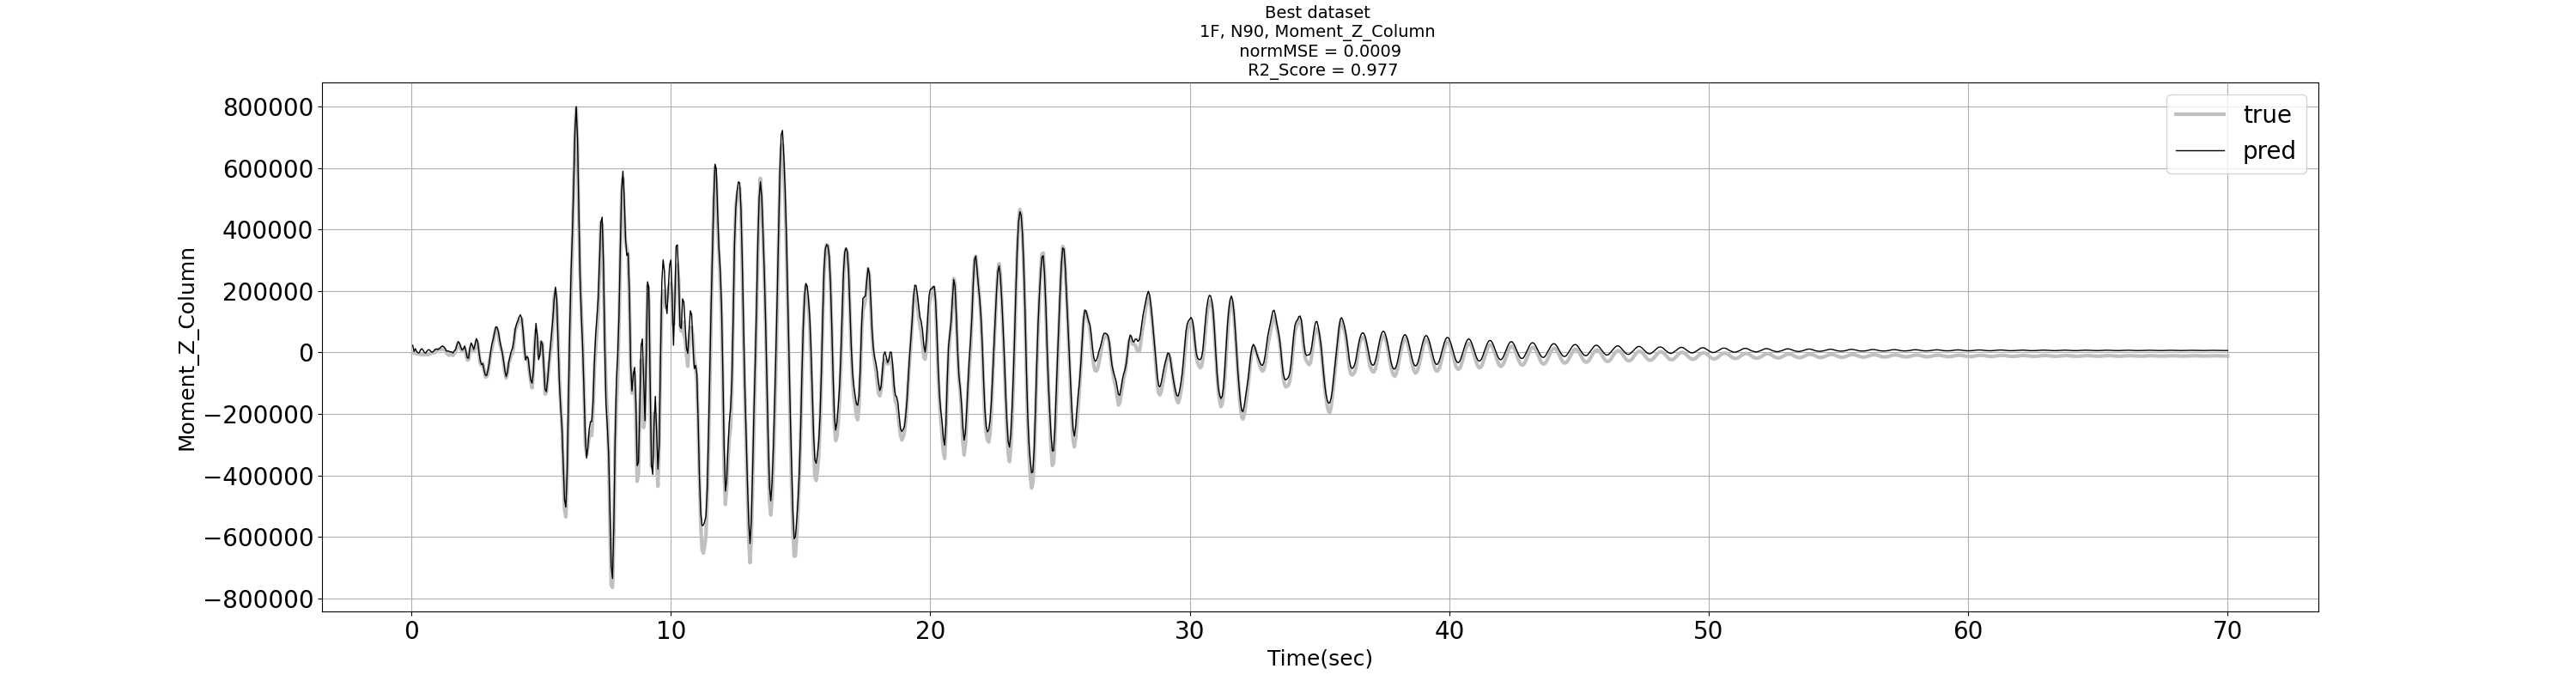 Best dataset
1F, N90, Moment_Z_Column
normMSE = 0.0009
R2_Score = 0.977
800000
600000
400000
200000
0
−200000
−400000
−600000
−800000
Moment_Z_Column
true
pred
0 10 20 30 40 50 60 70
Time(sec)